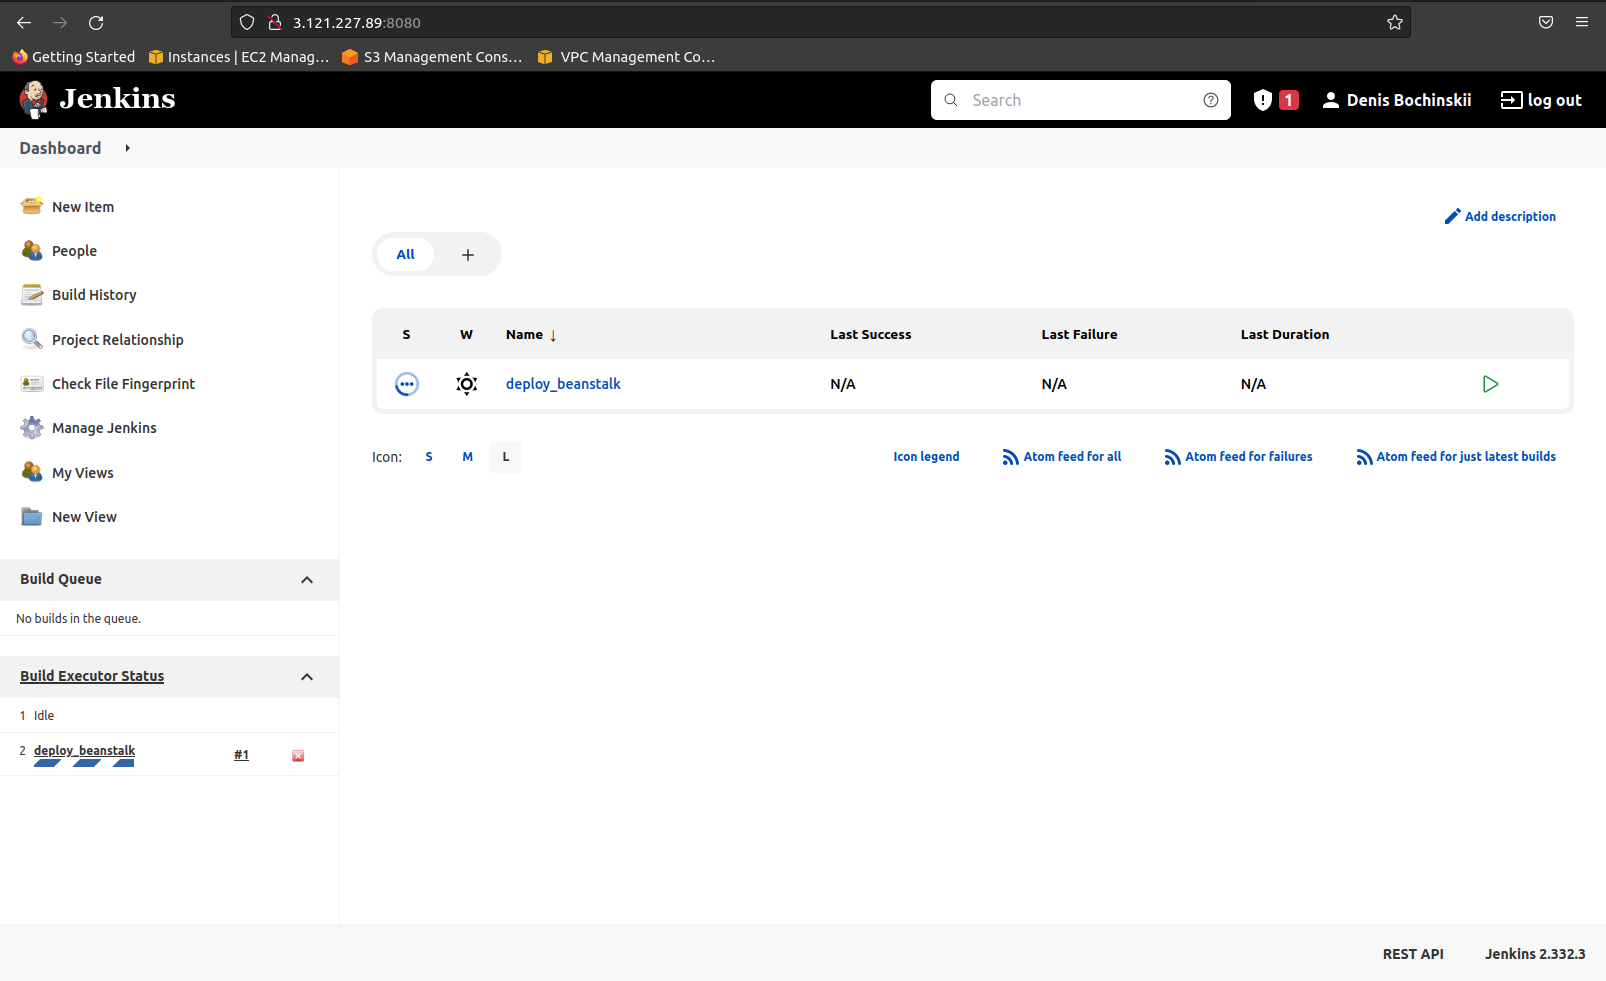 3.121.227.89:8080
Getting Started Instances | EC2 Manag... S3 Management Cons... VPC Management Co...
Jenkins Search 1 Denis Bochinskii log out
Dashboard
New Item
People
Build History
Project Relationship
Check File Fingerprint
Manage Jenkins
My Views
New View
Build Queue
No builds in the queue.
Build Executor Status
1 Idle
2 deploy_beanstalk #1
Add description
All +
S W Name ↓ Last Success Last Failure Last Duration
deploy_beanstalk N/A N/A N/A
Icon: S M L Icon legend Atom feed for all Atom feed for failures Atom feed for just latest builds
REST API Jenkins 2.332.3